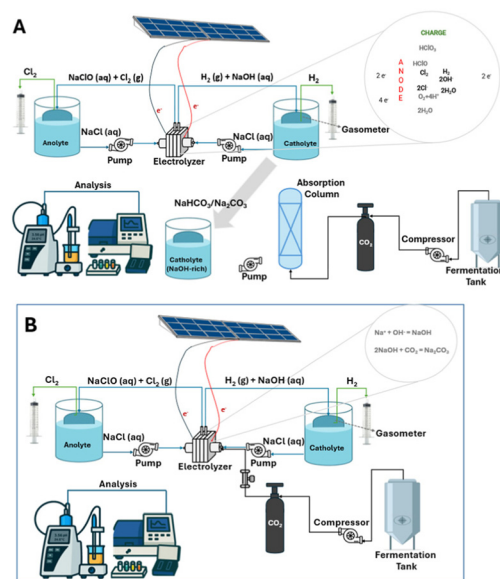 A
CHARGE
HClO₃
HClO
Cl₂
H₂
2OH⁻
2 e⁻
ANODE
4 e⁻
2Cl⁻
2H₂O
O₂+4H⁺
2H₂O
2 e⁻
Cl₂
NaClO (aq) + Cl₂ (g)
H₂ (g) + NaOH (aq)
H₂
e⁻
e⁻
NaCl (aq)
NaCl (aq)
Anolyte
Pump
Electrolyzer
Pump
Catholyte
Gasometer
Analysis
NaHCO₃/Na₂CO₃
Catholyte
(NaOH-rich)
Absorption
Column
Pump
CO₂
Compressor
Fermentation
Tank
B
Na⁺ + OH⁻ = NaOH
2NaOH + CO₂ = Na₂CO₃
Cl₂
NaClO (aq) + Cl₂ (g)
H₂ (g) + NaOH (aq)
H₂
e⁻
e⁻
NaCl (aq)
NaCl (aq)
Anolyte
Pump
Electrolyzer
Pump
Catholyte
Gasometer
Analysis
CO₂
Compressor
Fermentation
Tank